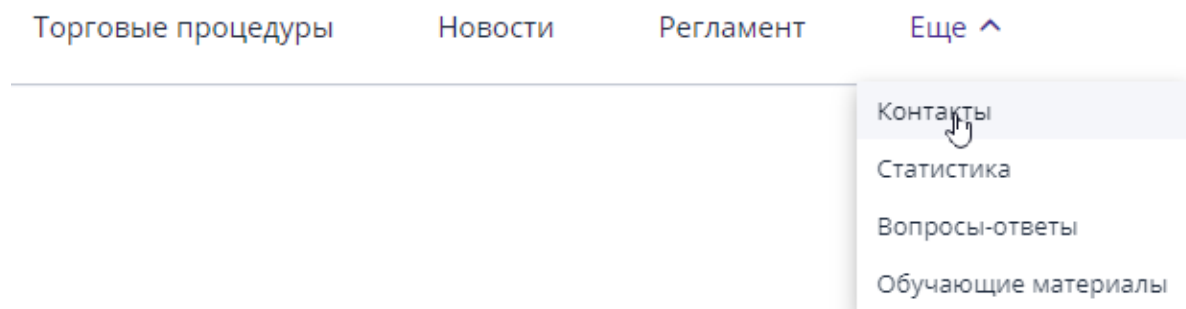 Торговые процедуры Новости Регламент Еще
Контакты
Статистика
Вопросы-ответы
Обучающие материалы